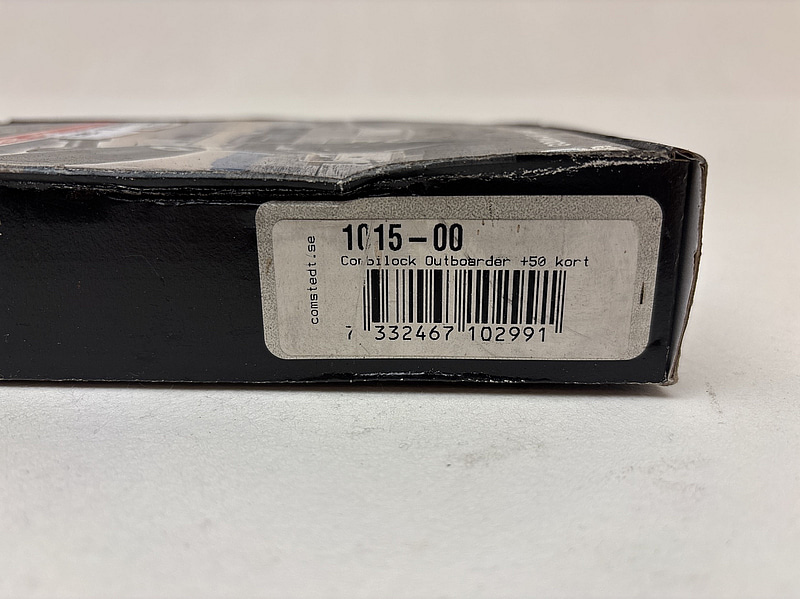 comstedt.se
1015-00
Combilock Outboarder +50 kort
7 332467 102991